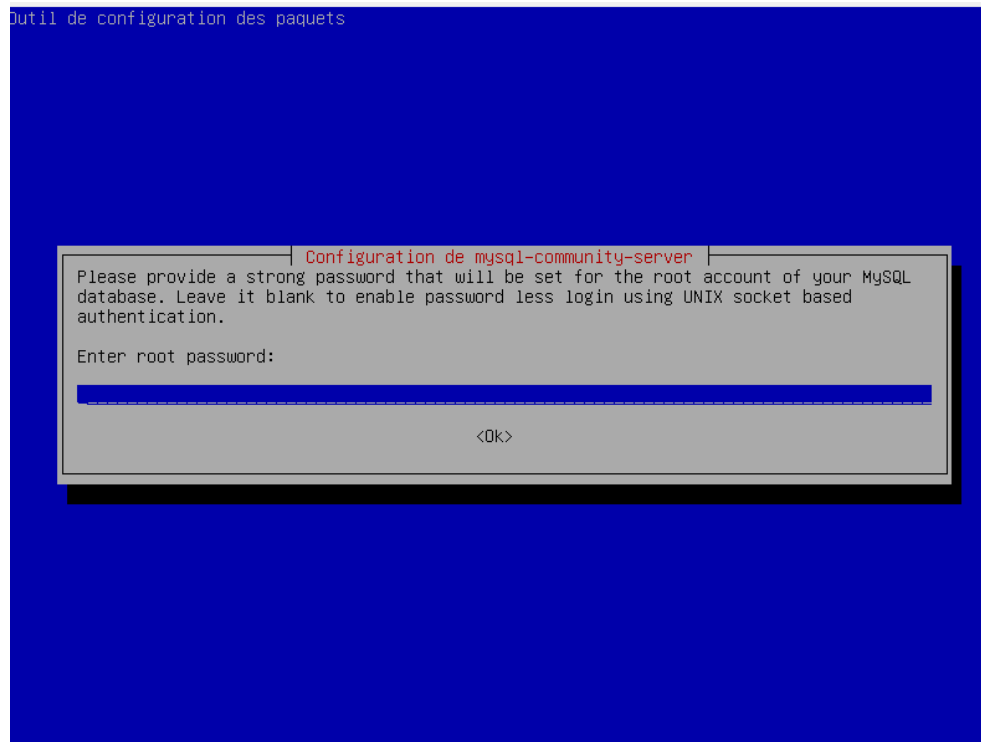 Outil de configuration des paquets
Configuration de mysql-community-server
Please provide a strong password that will be set for the root account of your MySQL
database. Leave it blank to enable password less login using UNIX socket based
authentication.
Enter root password:
<Ok>